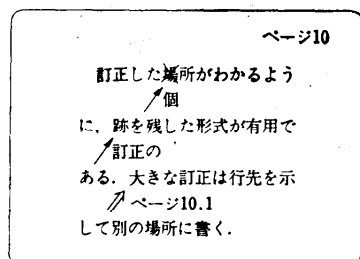 ページ10
訂正した場所がわかるよう
個
に，跡を残した形式が有用で
訂正の
ある．大きな訂正は行先を示
ページ10.1
して別の場所に書く．